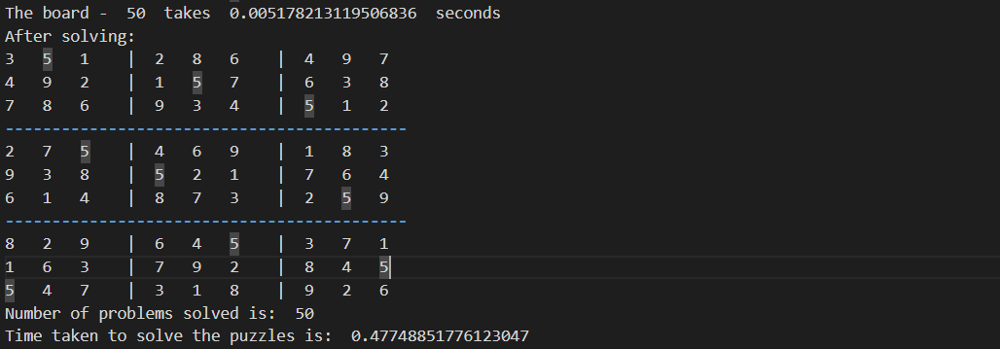 The board -  50  takes  0.005178213119506836  seconds
After solving:
3   5   1    |  2   8   6    |  4   9   7
4   9   2    |  1   5   7    |  6   3   8
7   8   6    |  9   3   4    |  5   1   2
-------------------------------------------
2   7   5    |  4   6   9    |  1   8   3
9   3   8    |  5   2   1    |  7   6   4
6   1   4    |  8   7   3    |  2   5   9
-------------------------------------------
8   2   9    |  6   4   5    |  3   7   1
1   6   3    |  7   9   2    |  8   4   5
5   4   7    |  3   1   8    |  9   2   6
Number of problems solved is:  50
Time taken to solve the puzzles is:  0.47748851776123047